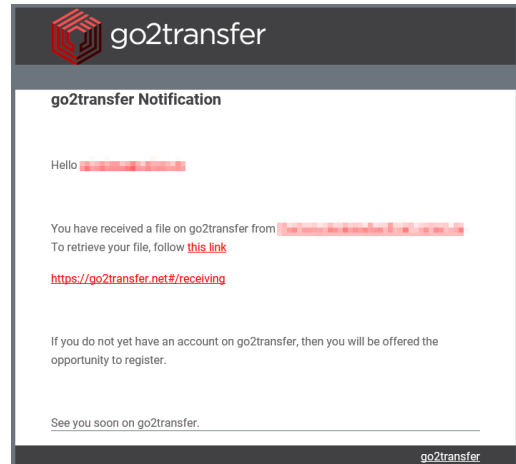 go2transfer
go2transfer Notification
Hello
You have received a file on go2transfer from
To retrieve your file, follow this link
https://go2transfer.net#/receiving
If you do not yet have an account on go2transfer, then you will be offered the
opportunity to register.
See you soon on go2transfer.
go2transfer